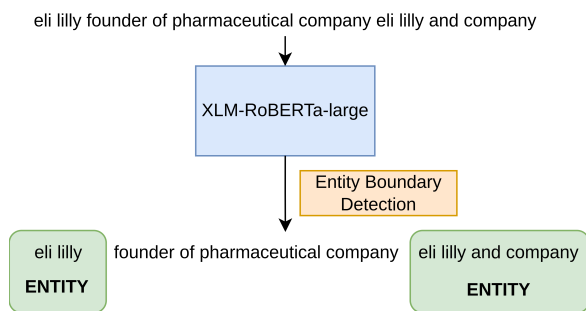 eli lilly founder of pharmaceutical company eli lilly and company
XLM-RoBERTa-large
Entity Boundary
Detection
eli lilly founder of pharmaceutical company eli lilly and company
ENTITY ENTITY